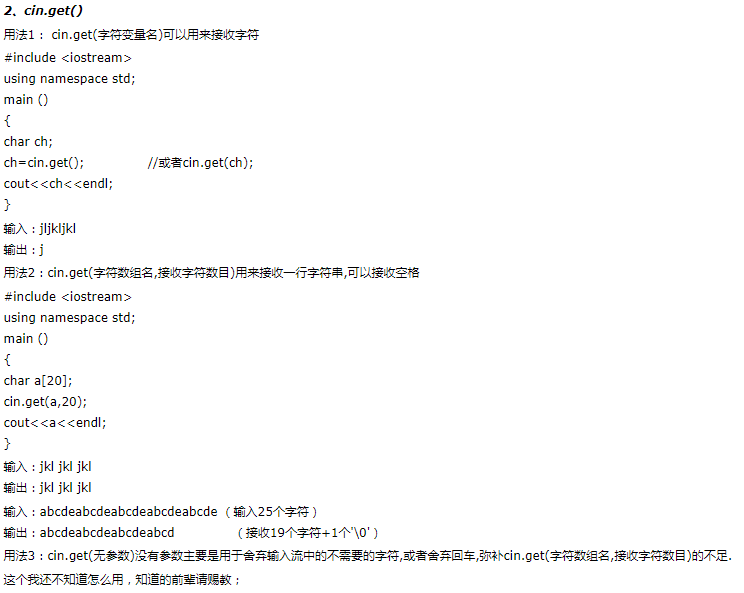 2、cin.get()
用法1： cin.get(字符变量名)可以用来接收字符
#include <iostream>
using namespace std;
main ()
{
char ch;
ch=cin.get(); //或者cin.get(ch);
cout<<ch<<endl;
}
输入：jljkljkl
输出：j
用法2：cin.get(字符数组名,接收字符数目)用来接收一行字符串,可以接收空格
#include <iostream>
using namespace std;
main ()
{
char a[20];
cin.get(a,20);
cout<<a<<endl;
}
输入：jkl jkl jkl
输出：jkl jkl jkl
输入：abcdeabcdeabcdeabcdeabcde （输入25个字符）
输出：abcdeabcdeabcdeabcd （接收19个字符+1个'\0'）
用法3：cin.get(无参数)没有参数主要是用于舍弃输入流中的不需要的字符,或者舍弃回车,弥补cin.get(字符数组名,接收字符数目)的不足.
这个我还不知道怎么用，知道的前辈请赐教；